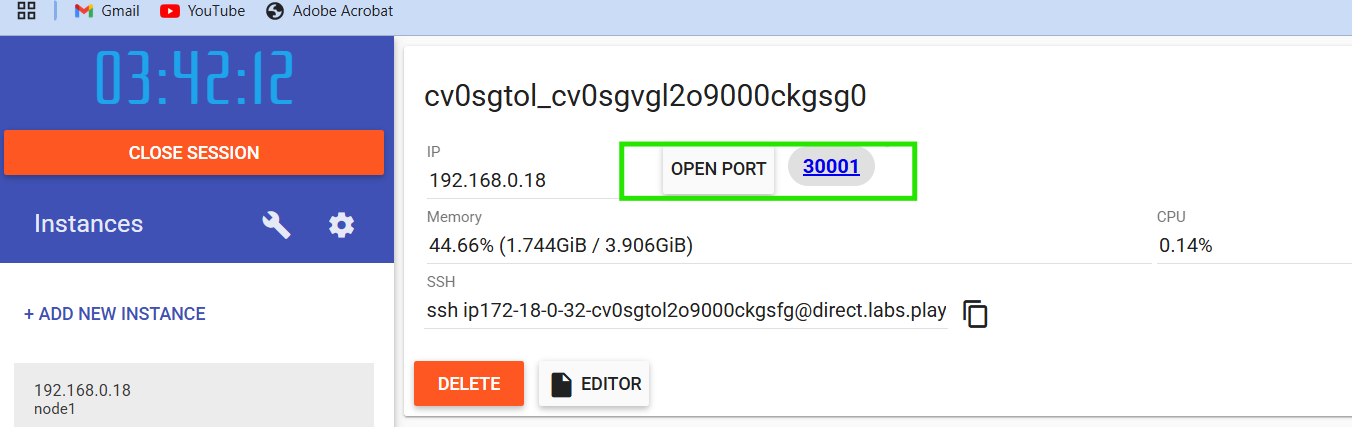 Gmail YouTube Adobe Acrobat
03:42:12
CLOSE SESSION
Instances
+ ADD NEW INSTANCE
192.168.0.18
node1
cv0sgtol_cv0sgvgl2o9000ckgsg0
IP
192.168.0.18
OPEN PORT 30001
Memory
44.66% (1.744GiB / 3.906GiB)
CPU
0.14%
SSH
ssh ip172-18-0-32-cv0sgtol2o9000ckgsfg@direct.labs.play
DELETE EDITOR